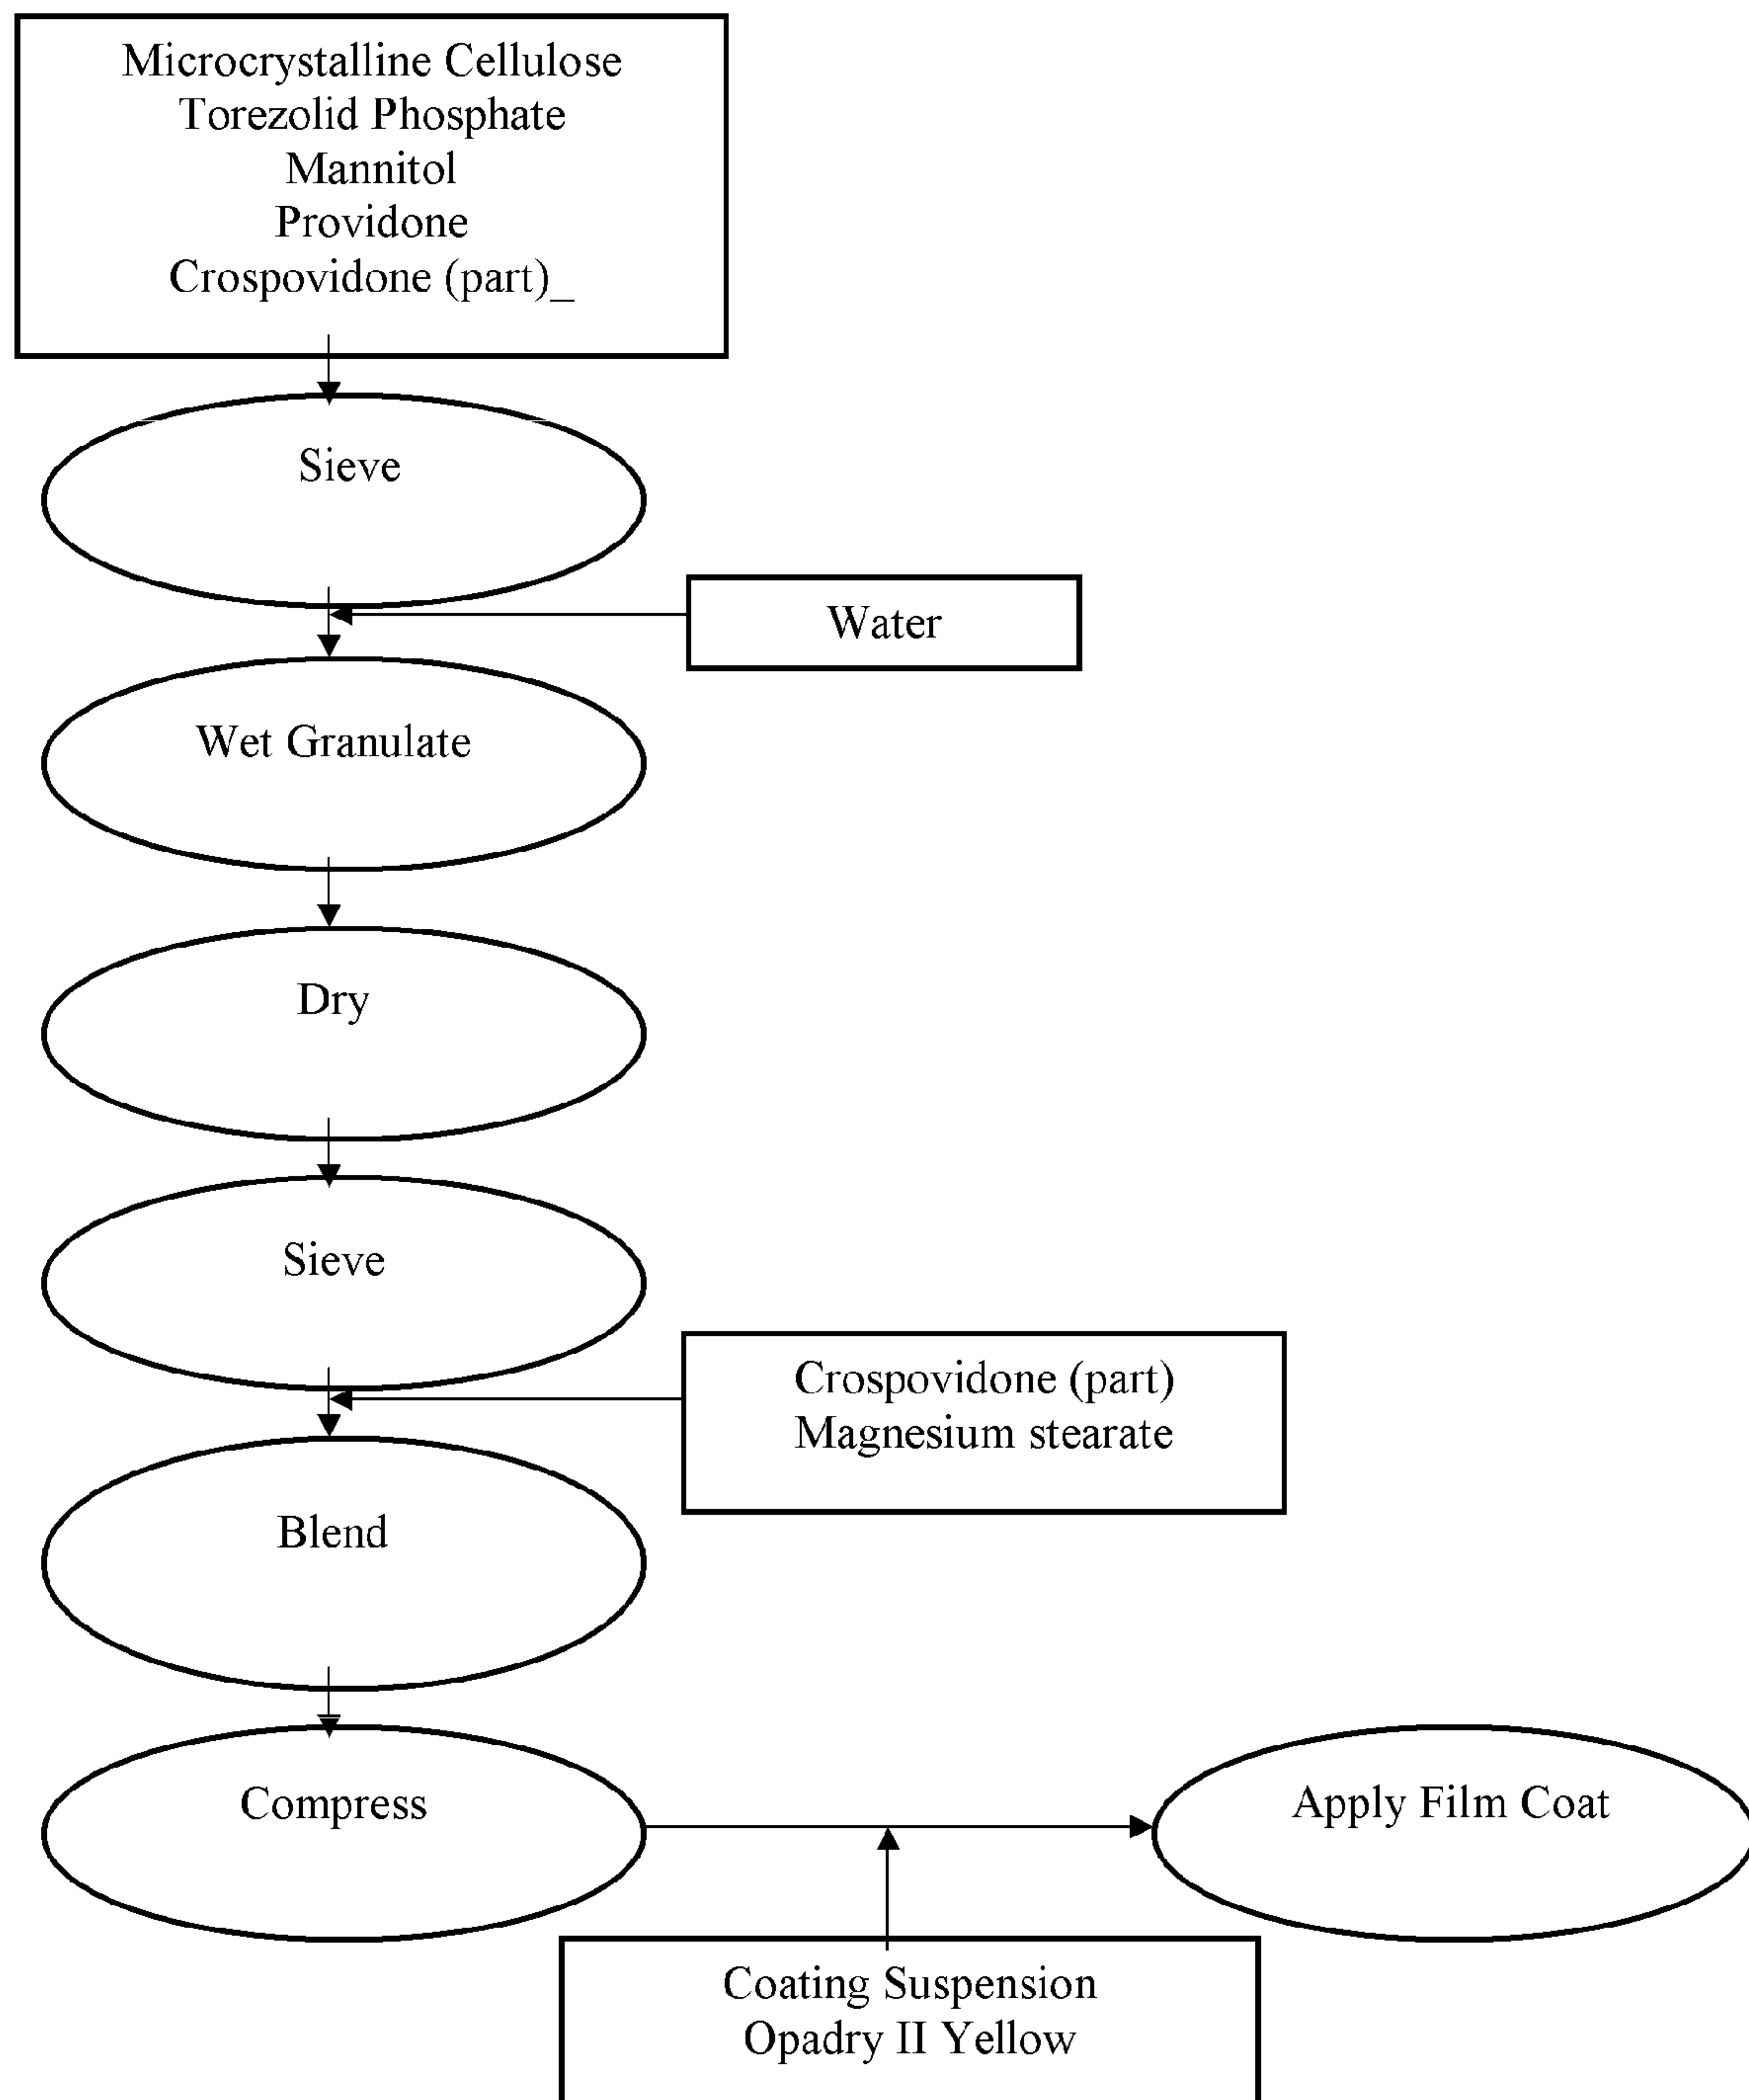 Microcrystalline Cellulose
Torezolid Phosphate
Mannitol
Providone
Crospovidone (part)_
Sieve
Water
Wet Granulate
Dry
Sieve
Crospovidone (part)
Magnesium stearate
Blend
Compress
Apply Film Coat
Coating Suspension
Opadry II Yellow